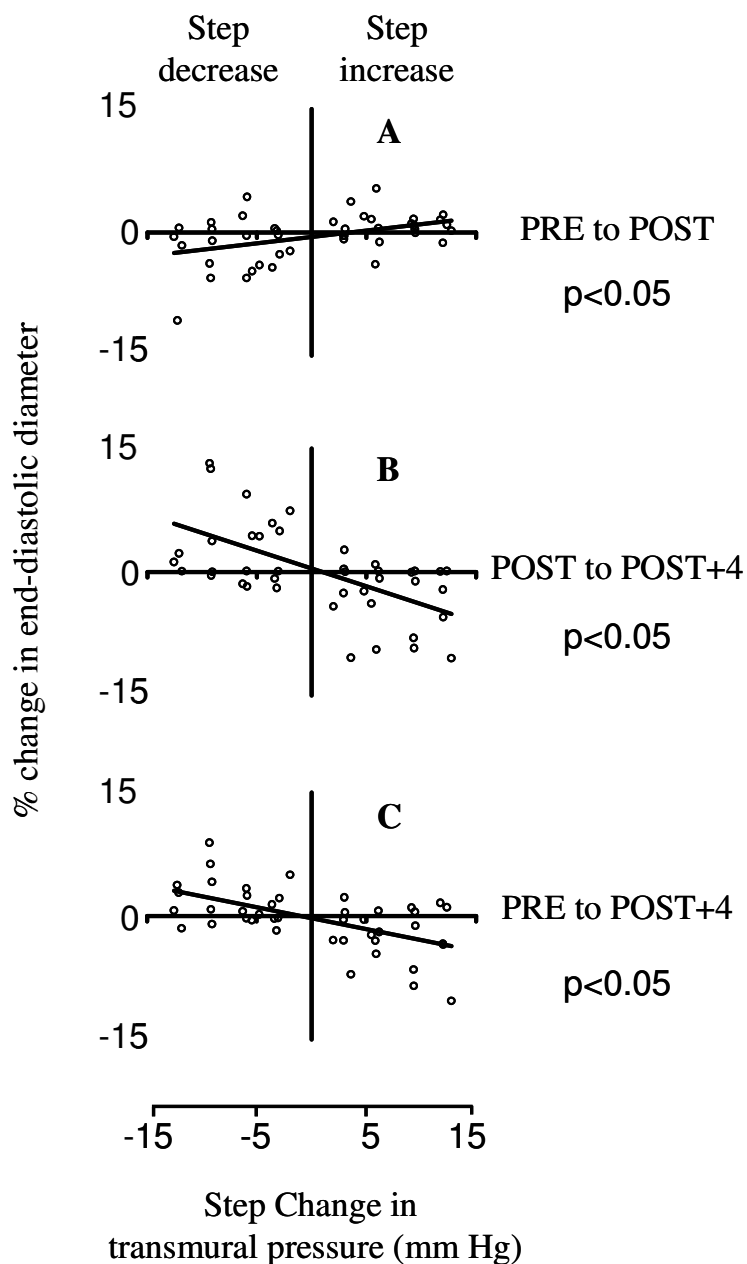 Step
decrease
Step
increase
15
A
0
PRE to POST
p<0.05
-15
15
B
0
POST to POST+4
p<0.05
-15
15
C
0
PRE to POST+4
p<0.05
-15
% change in end-diastolic diameter
-15 -5 5 15
Step Change in
transmural pressure (mm Hg)